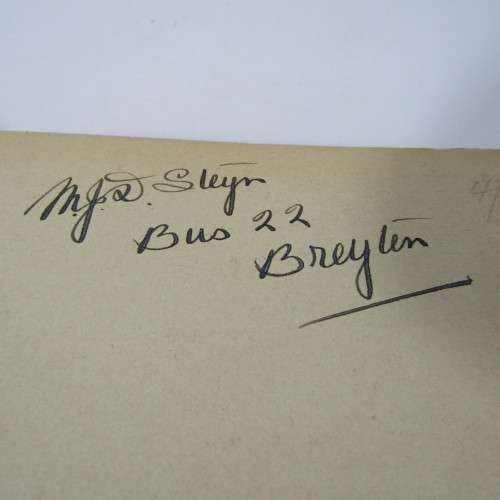 M.J.D. Steyn
Bus 22
Breyten